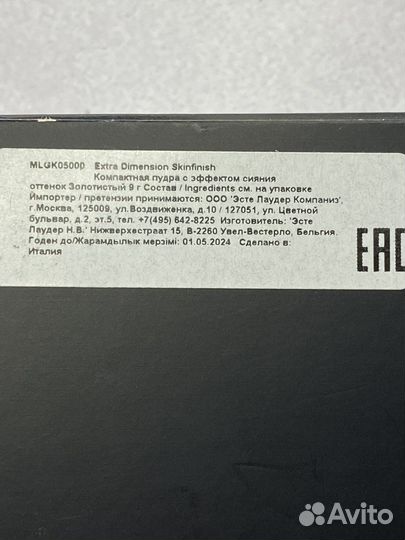 MLGK05000 Extra Dimension Skinfinish
Компактная пудра с эффектом сияния
оттенок Золотистый 9 г Состав / Ingredients см. на упаковке
Импортер / претензии принимаются: ООО 'Эсте Лаудер Компаниз',
г.Москва, 125009, ул.Воздвиженка, д.10 / 127051, ул. Цветной
бульвар, д.2, эт.5, тел. +7(495) 642-8225 Изготовитель: 'Эсте
Лаудер Н.В.' Нижверхестраат 15, B-2260 Увел-Вестерло, Бельгия.
Годен до/Жарамдылық мерзімі: 01.05.2024 Сделано в:
Италия
EAC
Avito